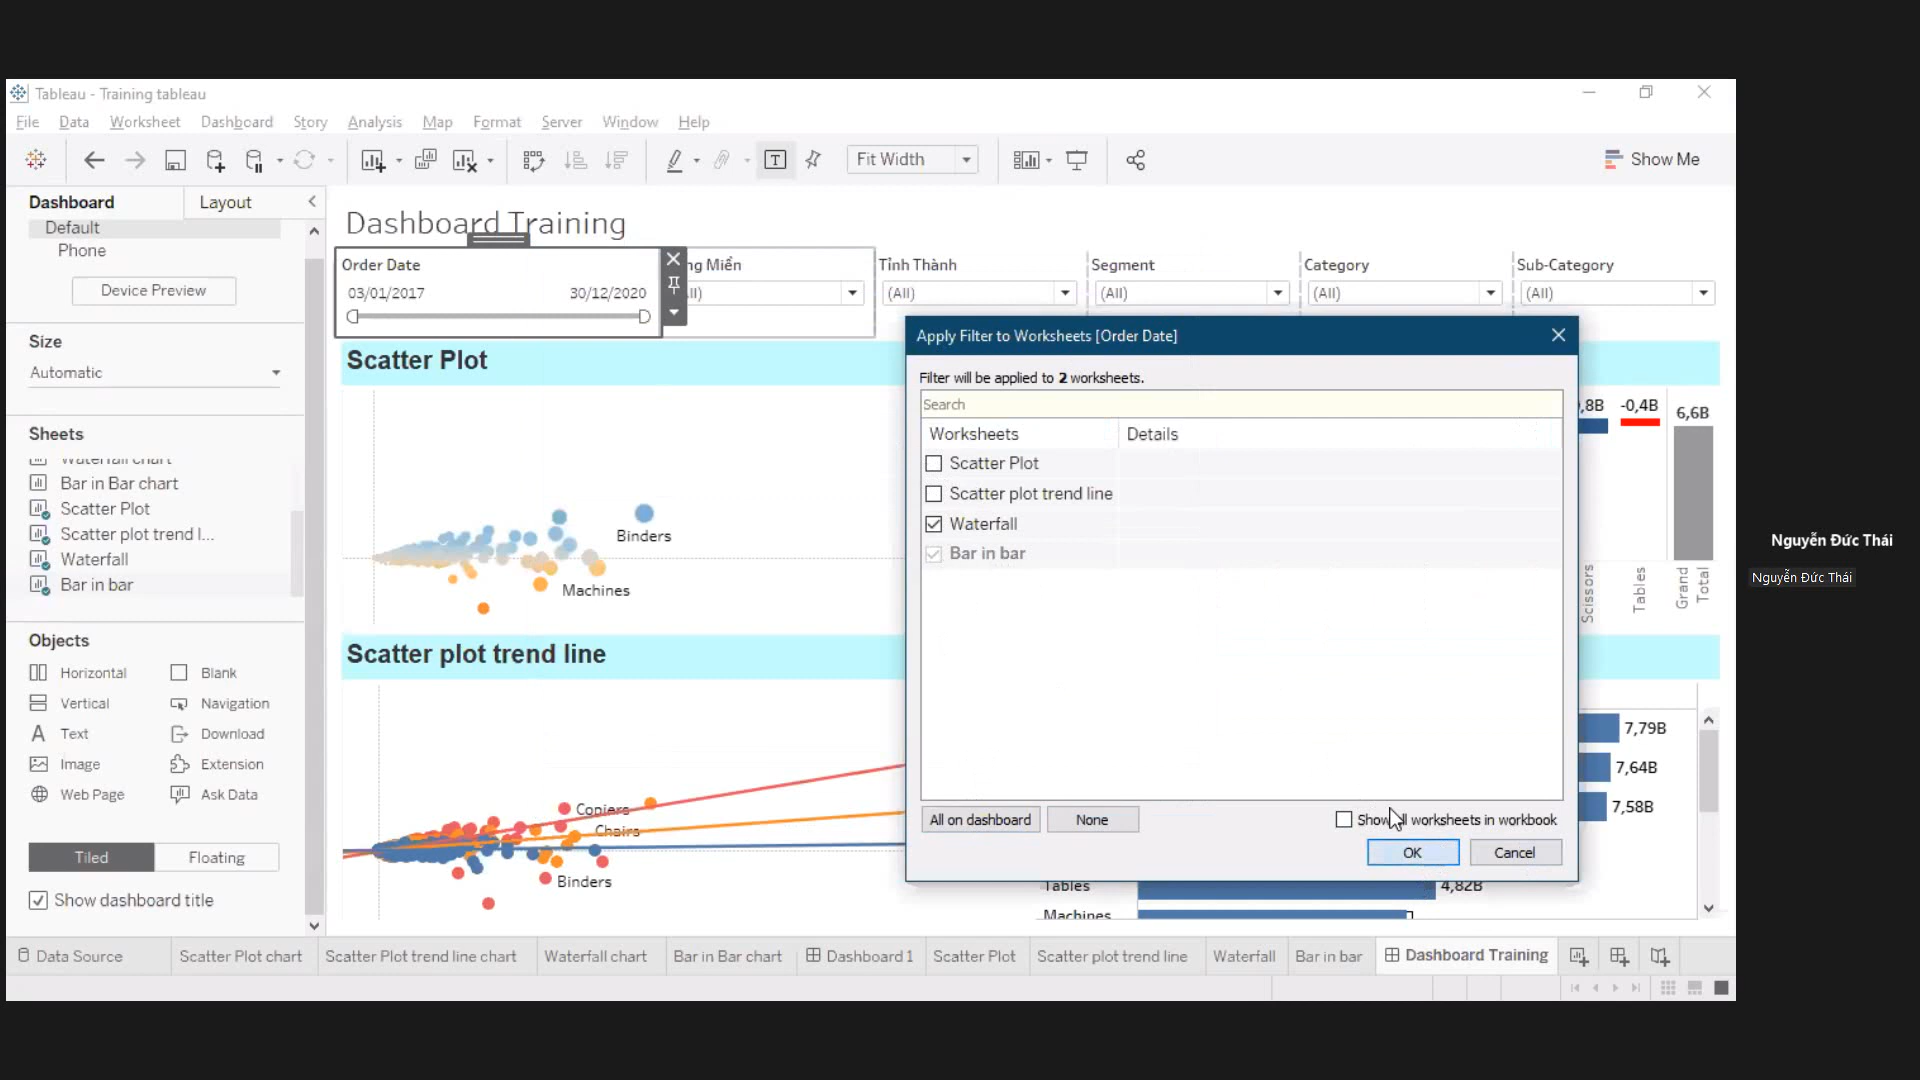 Tableau - Training tableau
File Data Worksheet Dashboard Story Analysis Map Format Server Window Help
Fit Width
Show Me
Dashboard Layout
Default
Phone
Device Preview
Size
Automatic
Sheets
Waterfall chart
Bar in Bar chart
Scatter Plot
Scatter plot trend l...
Waterfall
Bar in bar
Objects
Horizontal Blank
Vertical Navigation
Text Download
Image Extension
Web Page Ask Data
Tiled Floating
Show dashboard title
Dashboard Training
Order Date
03/01/2017 30/12/2020
ng Miền
Tỉnh Thành
(All)
Segment
(All)
Category
(All)
Sub-Category
(All)
Scatter Plot
Binders
Machines
Scatter plot trend line
Copiers
Chairs
Binders
Apply Filter to Worksheets [Order Date]
Filter will be applied to 2 worksheets.
Search
Worksheets Details
Scatter Plot
Scatter plot trend line
Waterfall
Bar in bar
All on dashboard None
worksheets in workbook
OK Cancel
,8B -0,4B 6,6B
Scissors
Tables
Grand Total
7,79B
7,64B
7,58B
Tables 4,82B
Machines
Data Source Scatter Plot chart Scatter Plot trend line chart Waterfall chart Bar in Bar chart Dashboard 1 Scatter Plot Scatter plot trend line Waterfall Bar in bar Dashboard Training
Nguyễn Đức Thái
Nguyễn Đức Thái